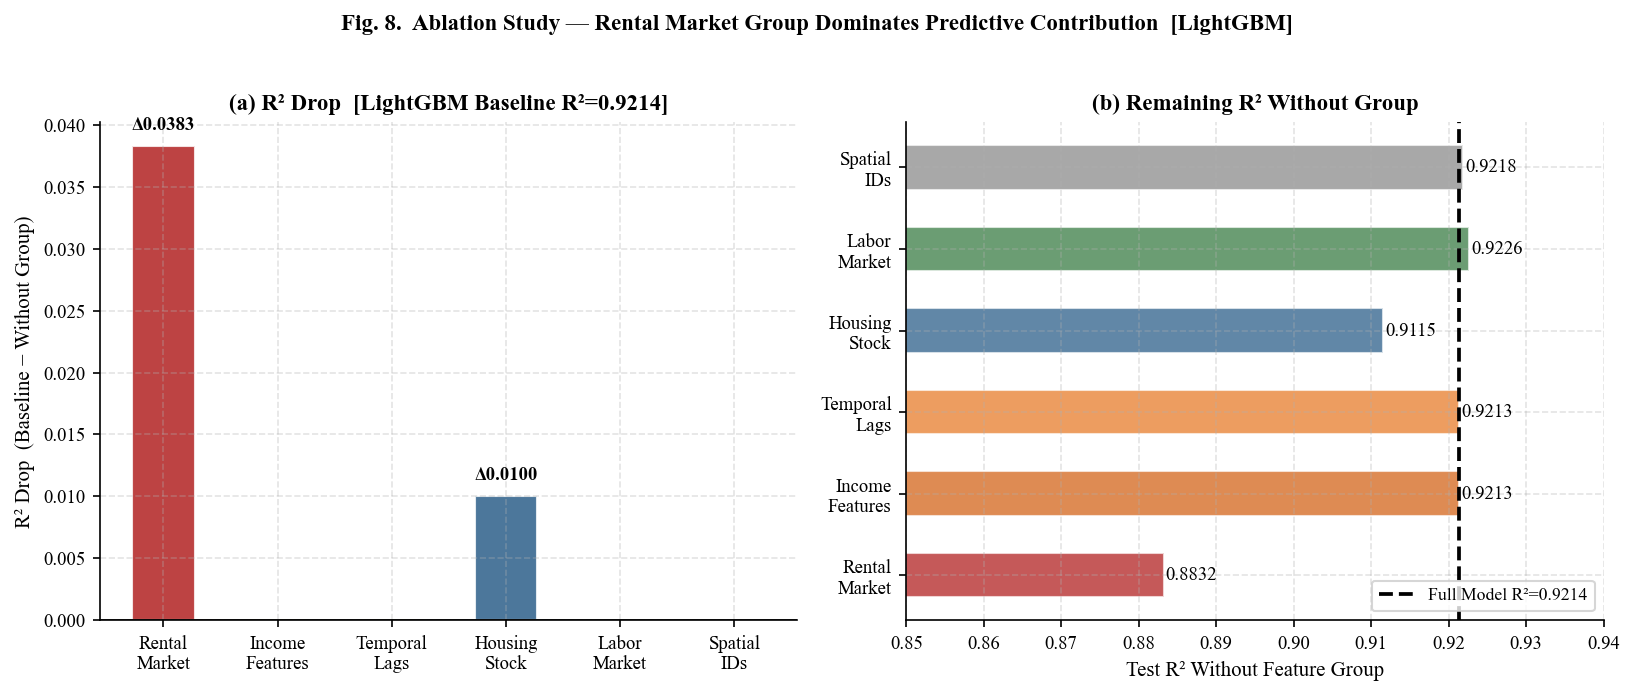 Fig. 8.  Ablation Study — Rental Market Group Dominates Predictive Contribution  [LightGBM]
(a) R² Drop  [LightGBM Baseline R²=0.9214]
R² Drop  (Baseline − Without Group)
0.040
0.035
0.030
0.025
0.020
0.015
0.010
0.005
0.000
Δ0.0383
Δ0.0100
Rental
Market
Income
Features
Temporal
Lags
Housing
Stock
Labor
Market
Spatial
IDs
(b) Remaining R² Without Group
Spatial
IDs
0.9218
Labor
Market
0.9226
Housing
Stock
0.9115
Temporal
Lags
0.9213
Income
Features
0.9213
Rental
Market
0.8832
Full Model R²=0.9214
0.85
0.86
0.87
0.88
0.89
0.90
0.91
0.92
0.93
0.94
Test R² Without Feature Group